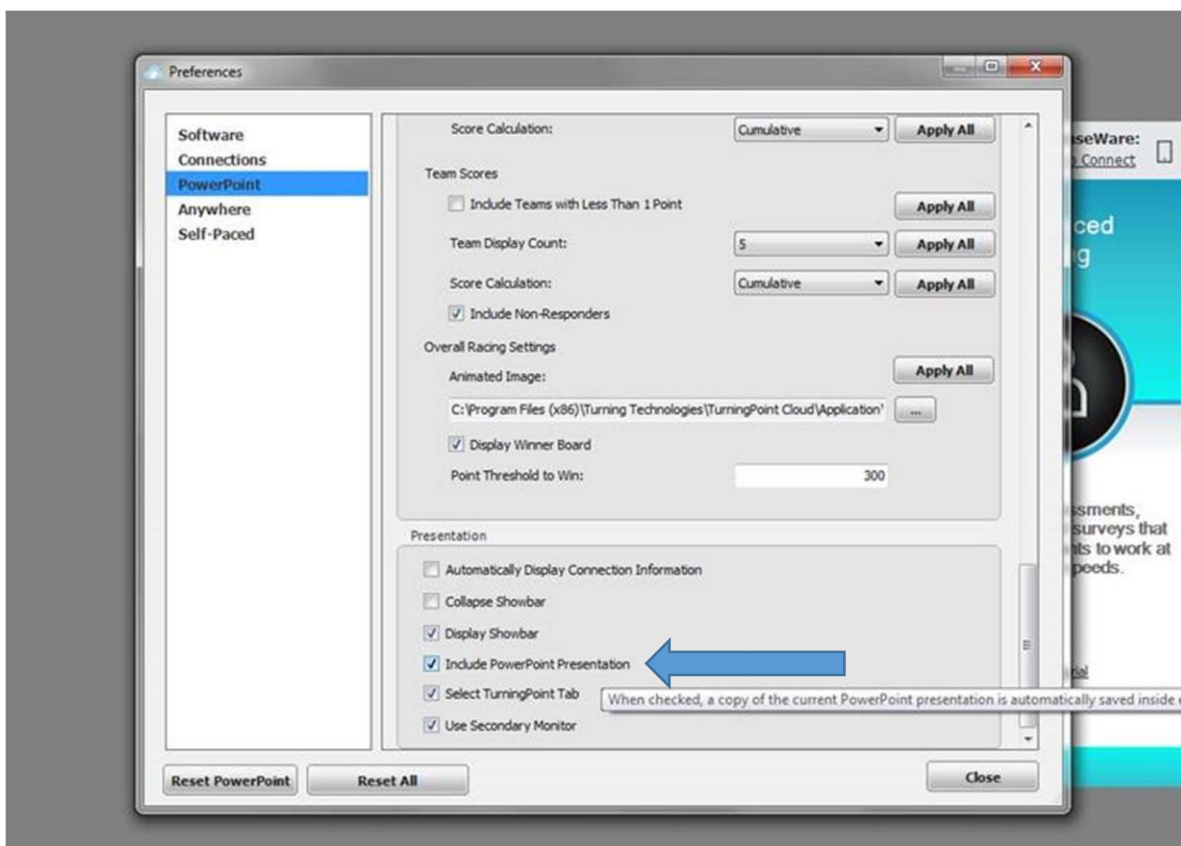 Preferences
Software
Connections
PowerPoint
Anywhere
Self-Paced
Score Calculation:
Cumulative
Apply All
Team Scores
Include Teams with Less Than 1 Point
Apply All
Team Display Count:
5
Apply All
Score Calculation:
Cumulative
Apply All
Include Non-Responders
Overall Racing Settings
Animated Image:
Apply All
C:\Program Files (x86)\Turning Technologies\TurningPoint Cloud\Application\
...
Display Winner Board
Point Threshold to Win:
300
Presentation
Automatically Display Connection Information
Collapse Showbar
Display Showbar
Include PowerPoint Presentation
Select TurningPoint Tab
When checked, a copy of the current PowerPoint presentation is automatically saved inside
Use Secondary Monitor
Reset PowerPoint
Reset All
Close
seWare:
Connect
ced
g
ssments,
surveys that
ts to work at
peeds.